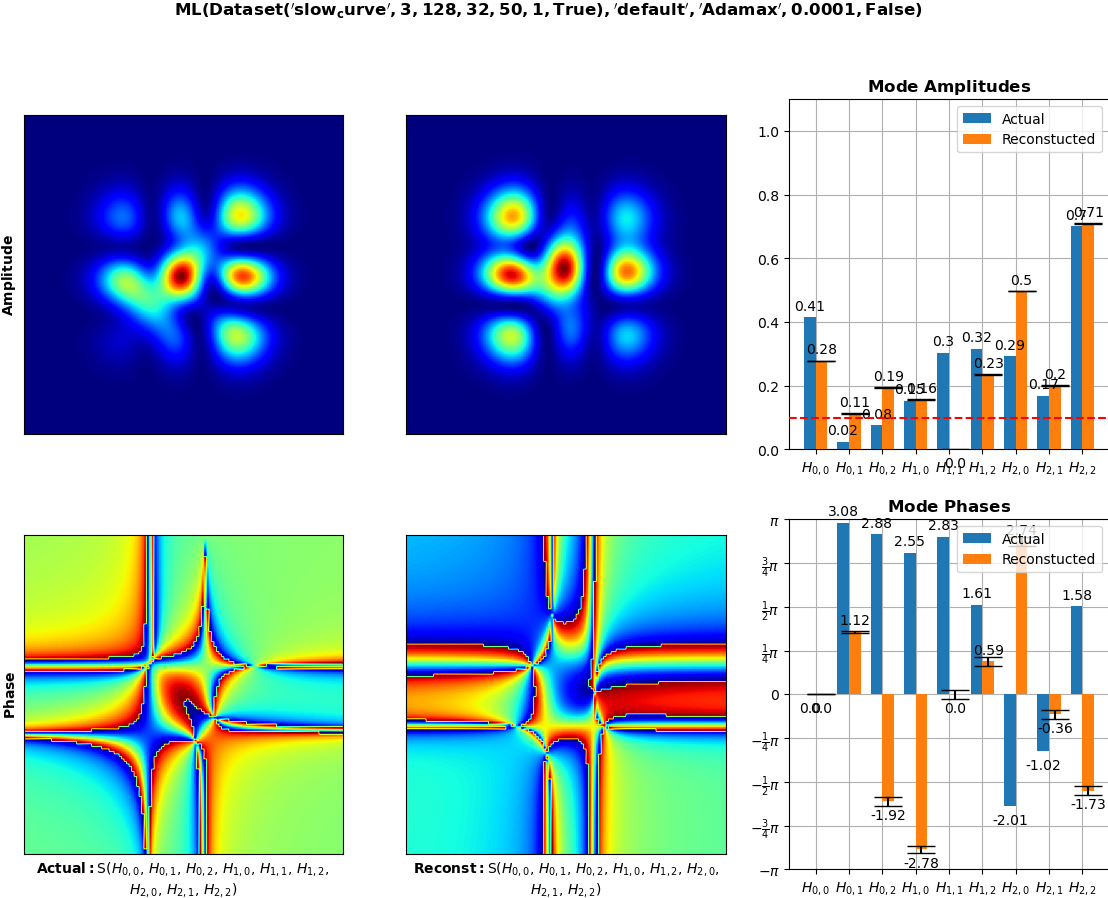 ML(Dataset('slow_curve', 3, 128, 32, 50, 1, True), 'default', 'Adamax', 0.0001, False)
Amplitude
Mode Amplitudes
Actual
Reconstucted
1.0
0.8
0.6
0.4
0.2
0.0
0.41
0.28
0.02
0.11
0.08
0.19
0.15
0.16
0.3
0.0
0.32
0.23
0.29
0.5
0.17
0.2
0.7
0.71
H0,0 H0,1 H0,2 H1,0 H1,1 H1,2 H2,0 H2,1 H2,2
Phase
Mode Phases
Actual
Reconstucted
π
3/4π
1/2π
1/4π
0
−1/4π
−1/2π
−3/4π
−π
0.0
0.0
3.08
1.12
2.88
-1.92
2.55
-2.78
2.83
0.0
1.61
0.59
-2.01
2.74
-1.02
-0.36
1.58
-1.73
H0,0 H0,1 H0,2 H1,0 H1,1 H1,2 H2,0 H2,1 H2,2
Actual: S(H0,0, H0,1, H0,2, H1,0, H1,1, H1,2,
H2,0, H2,1, H2,2)
Reconst: S(H0,0, H0,1, H0,2, H1,0, H1,2, H2,0,
H2,1, H2,2)